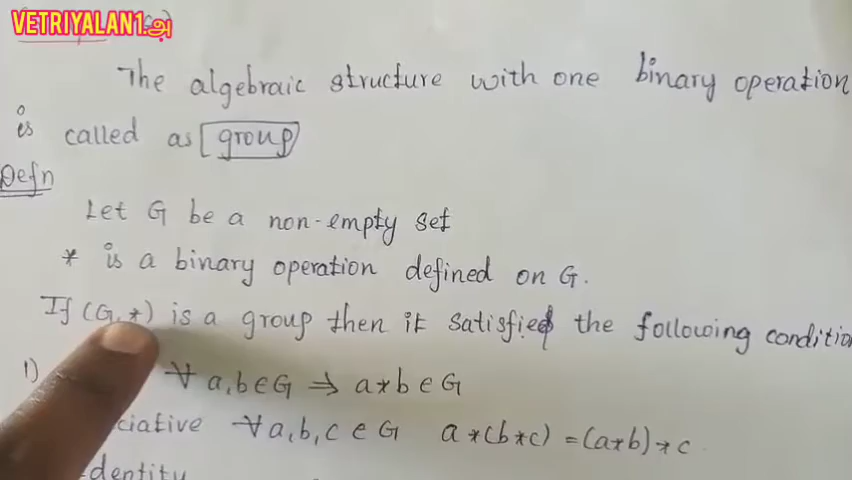 VETRIYALAN1.அ
The algebraic structure with one binary operation
is called as group
Defn
Let G be a non-empty set
* is a binary operation defined on G.
If (G,*) is a group then it satisfied the following conditio
1) ∀ a,b∈G ⇒ a*b ∈ G
ciative ∀a,b,c ∈ G a*(b*c) = (a*b)*c.
dentity